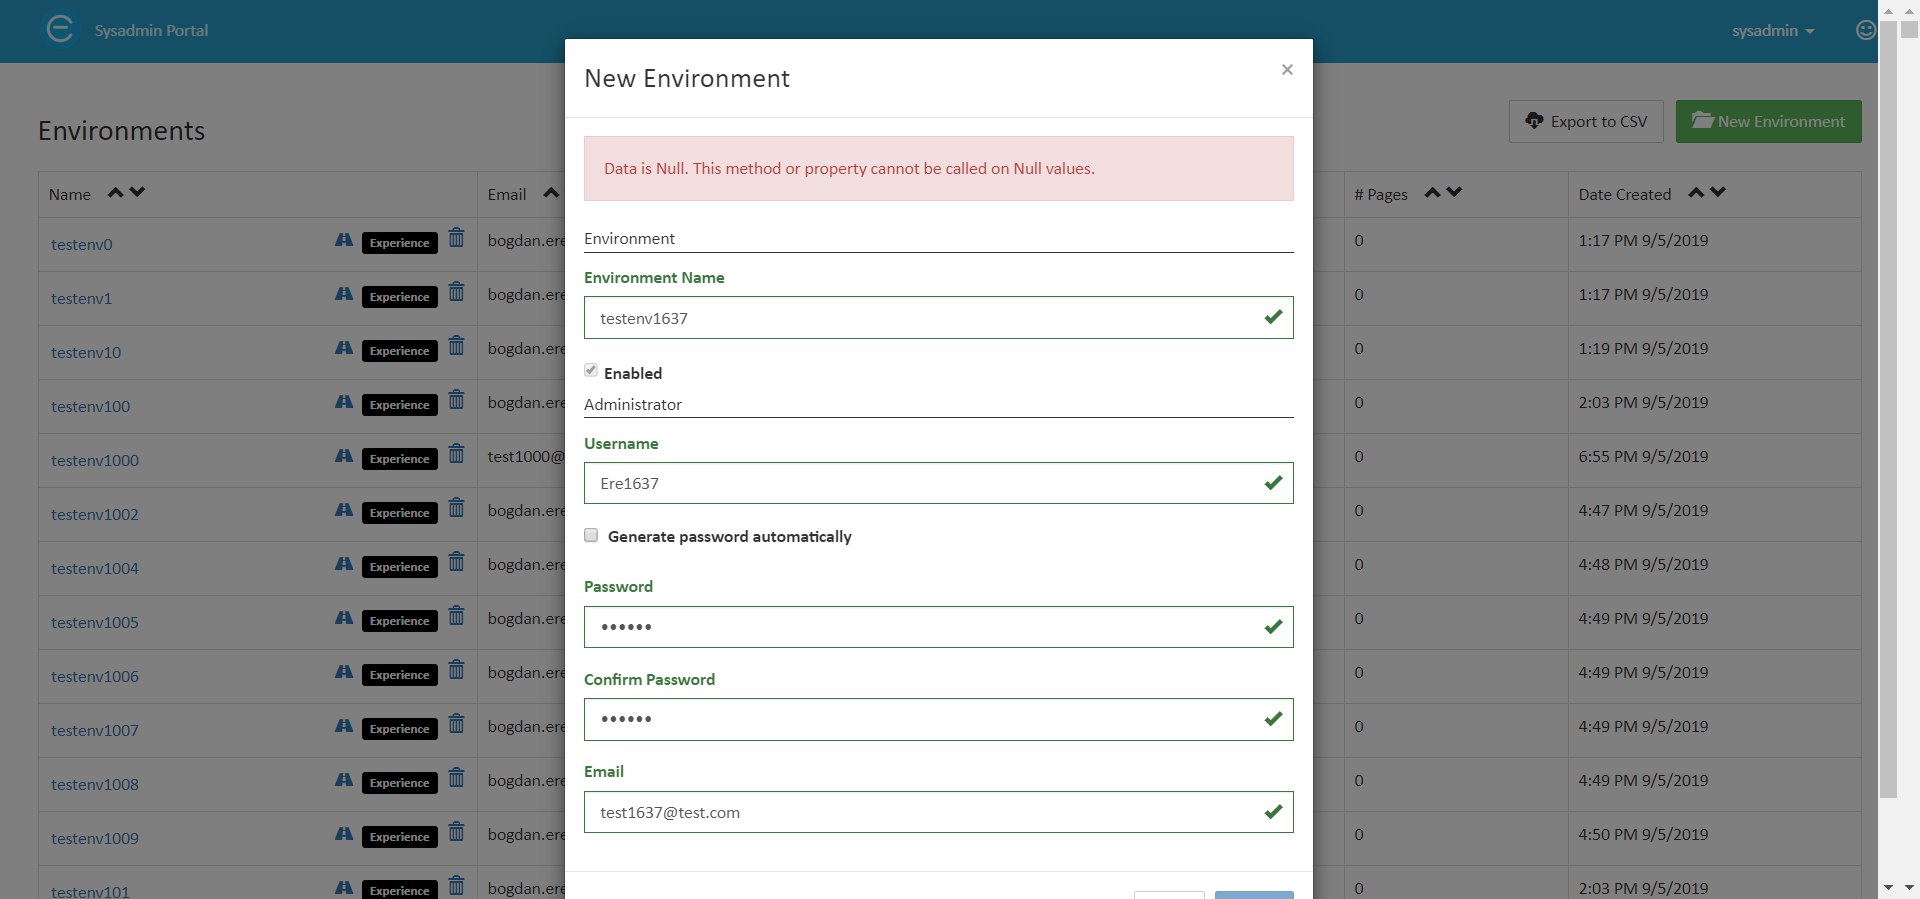 Sysadmin Portal
sysadmin
Environments
Export to CSV
New Environment
Name
Email
# Pages
Date Created
testenv0 Experience bogdan.ere 0 1:17 PM 9/5/2019
testenv1 Experience bogdan.ere 0 1:17 PM 9/5/2019
testenv10 Experience bogdan.ere 0 1:19 PM 9/5/2019
testenv100 Experience bogdan.ere 0 2:03 PM 9/5/2019
testenv1000 Experience test1000@ 0 6:55 PM 9/5/2019
testenv1002 Experience bogdan.ere 0 4:47 PM 9/5/2019
testenv1004 Experience bogdan.ere 0 4:48 PM 9/5/2019
testenv1005 Experience bogdan.ere 0 4:49 PM 9/5/2019
testenv1006 Experience bogdan.ere 0 4:49 PM 9/5/2019
testenv1007 Experience bogdan.ere 0 4:49 PM 9/5/2019
testenv1008 Experience bogdan.ere 0 4:49 PM 9/5/2019
testenv1009 Experience bogdan.ere 0 4:50 PM 9/5/2019
testenv101 Experience bogdan.ere 0 2:03 PM 9/5/2019
New Environment
×
Data is Null. This method or property cannot be called on Null values.
Environment
Environment Name
testenv1637
Enabled
Administrator
Username
Ere1637
Generate password automatically
Password
••••••
Confirm Password
••••••
Email
test1637@test.com